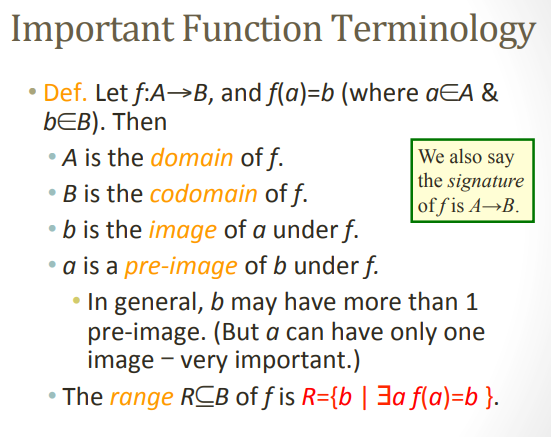 Important Function Terminology
• Def. Let f:A→B, and f(a)=b (where a∈A &
b∈B). Then
• A is the domain of f.
• B is the codomain of f.
• b is the image of a under f.
• a is a pre-image of b under f.
• In general, b may have more than 1
pre-image. (But a can have only one
image − very important.)
• The range R⊆B of f is R={b | ∃a f(a)=b }.
We also say
the signature
of f is A→B.